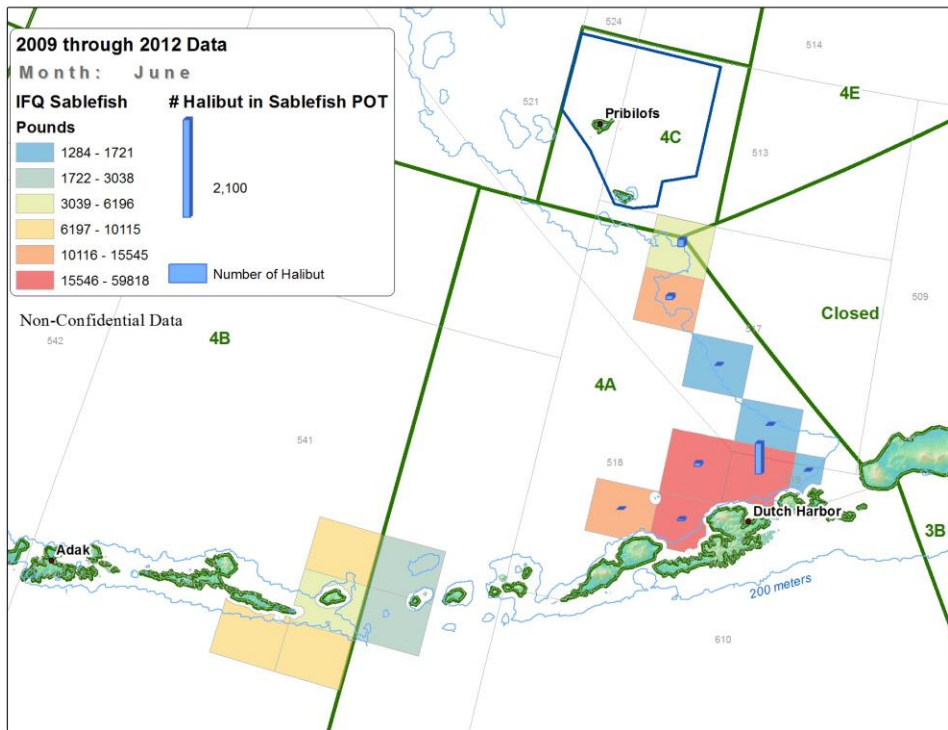 2009 through 2012 Data
Month: June
IFQ Sablefish
Pounds
1284 - 1721
1722 - 3038
3039 - 6196
6197 - 10115
10116 - 15545
15546 - 59818
# Halibut in Sablefish POT
2,100
Number of Halibut
Non-Confidential Data
524
514
521
4E
Pribilofs
4C
513
509
517
Closed
542
4B
4A
541
518
Dutch Harbor
3B
Adak
200 meters
610